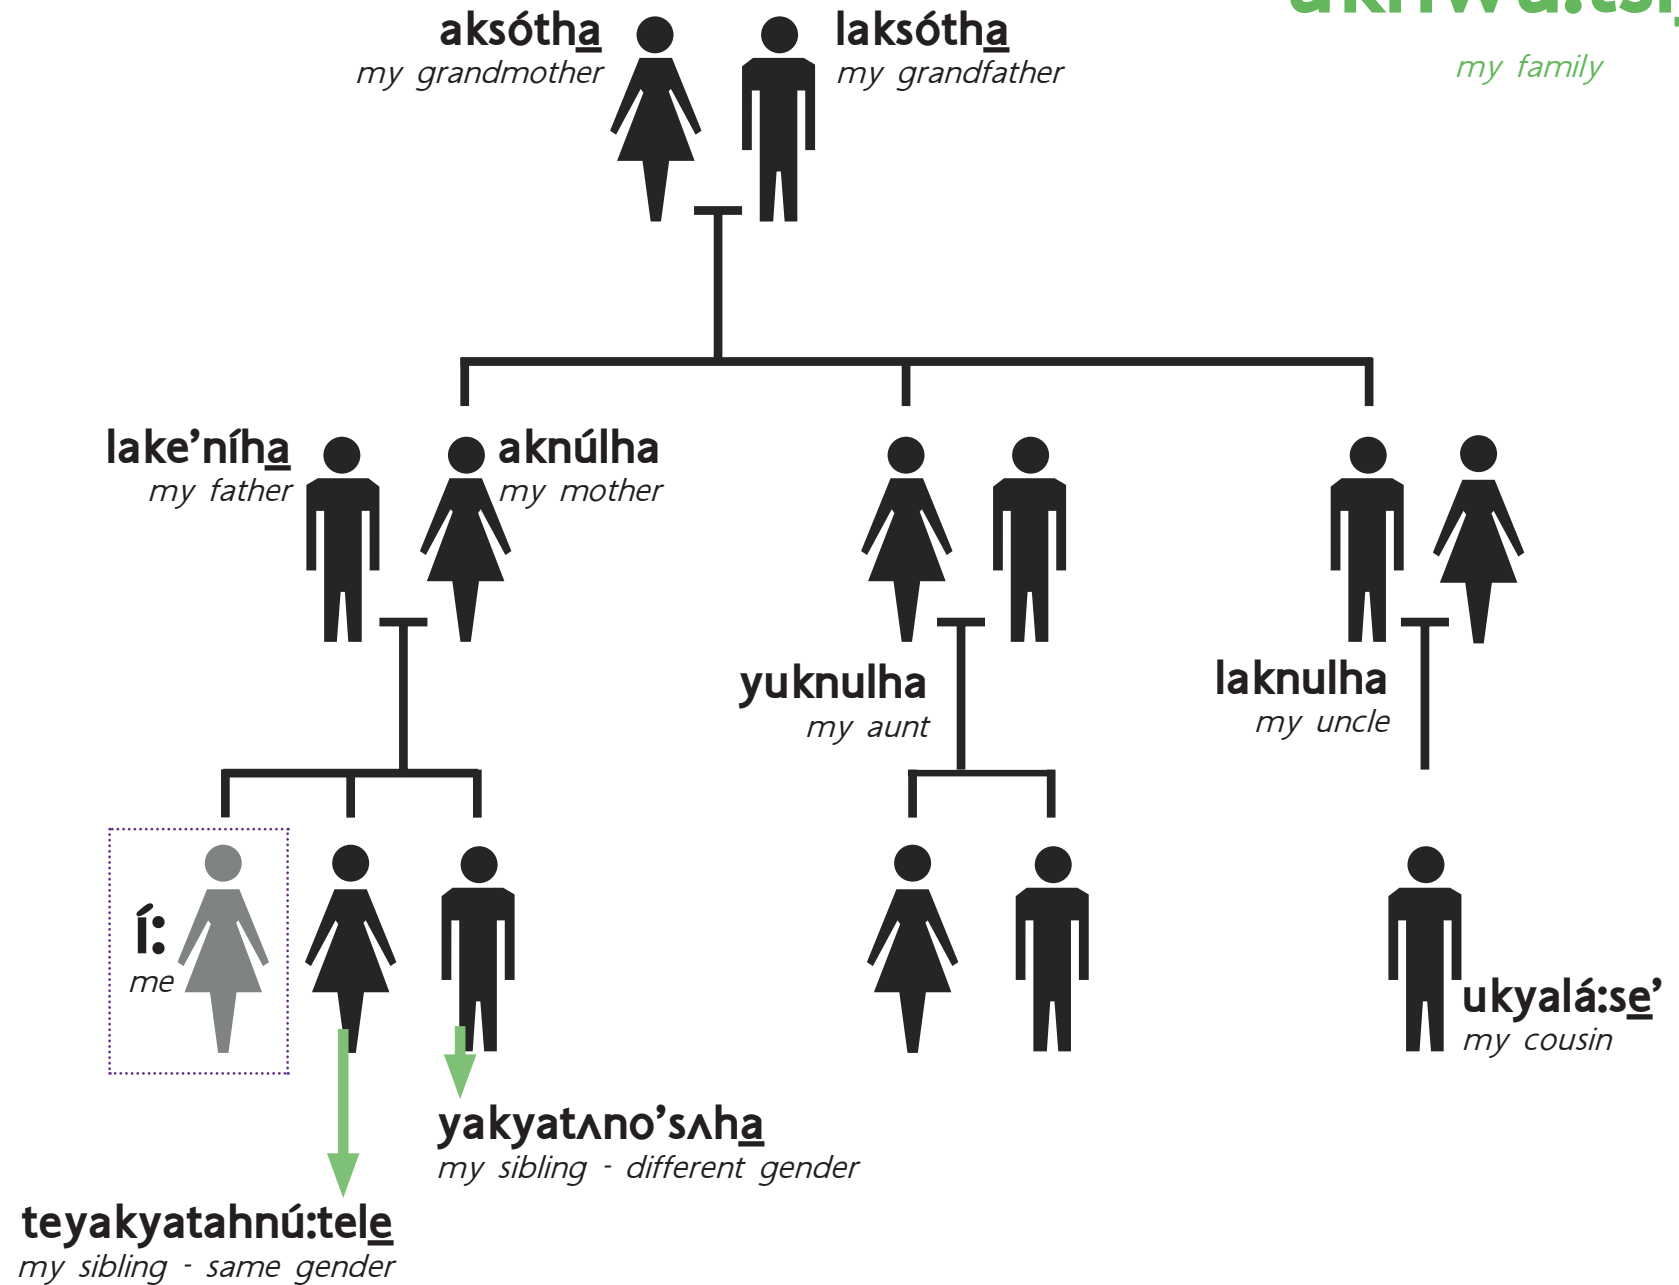 aksótha
my grandmother
laksótha
my grandfather
my family
lake’níha
my father
aknúlha
my mother
yuknulha
my aunt
laknulha
my uncle
í:
me
ukyalá:se’
my cousin
yakyatʌno’sʌha
my sibling - different gender
teyakyatahnú:tele
my sibling - same gender